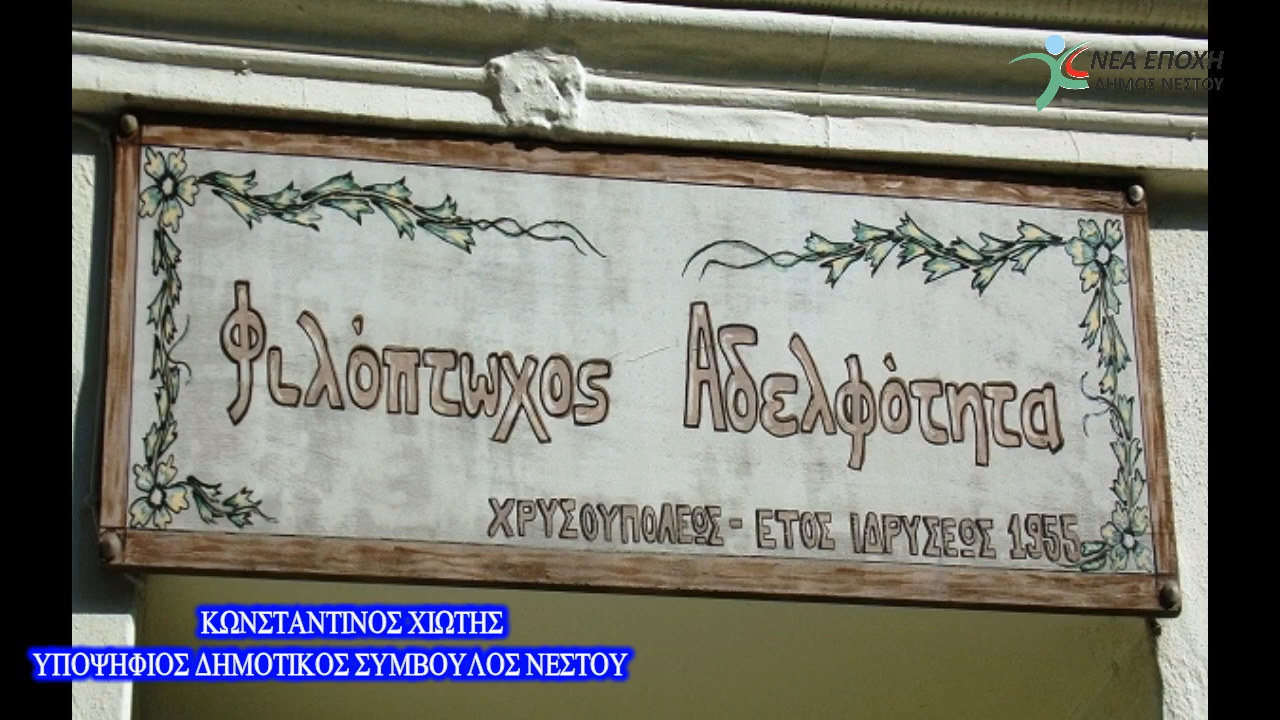 ΝΕΑ ΕΠΟΧΗ
ΔΗΜΟΣ ΝΕΣΤΟΥ
Φιλόπτωχος Αδελφότητα
ΧΡΥΣΟΥΠΟΛΕΩΣ - ΕΤΟΣ ΙΔΡΥΣΕΩΣ 1955
ΚΩΝΣΤΑΝΤΙΝΟΣ ΧΙΩΤΗΣ
ΥΠΟΨΗΦΙΟΣ ΔΗΜΟΤΙΚΟΣ ΣΥΜΒΟΥΛΟΣ ΝΕΣΤΟΥ